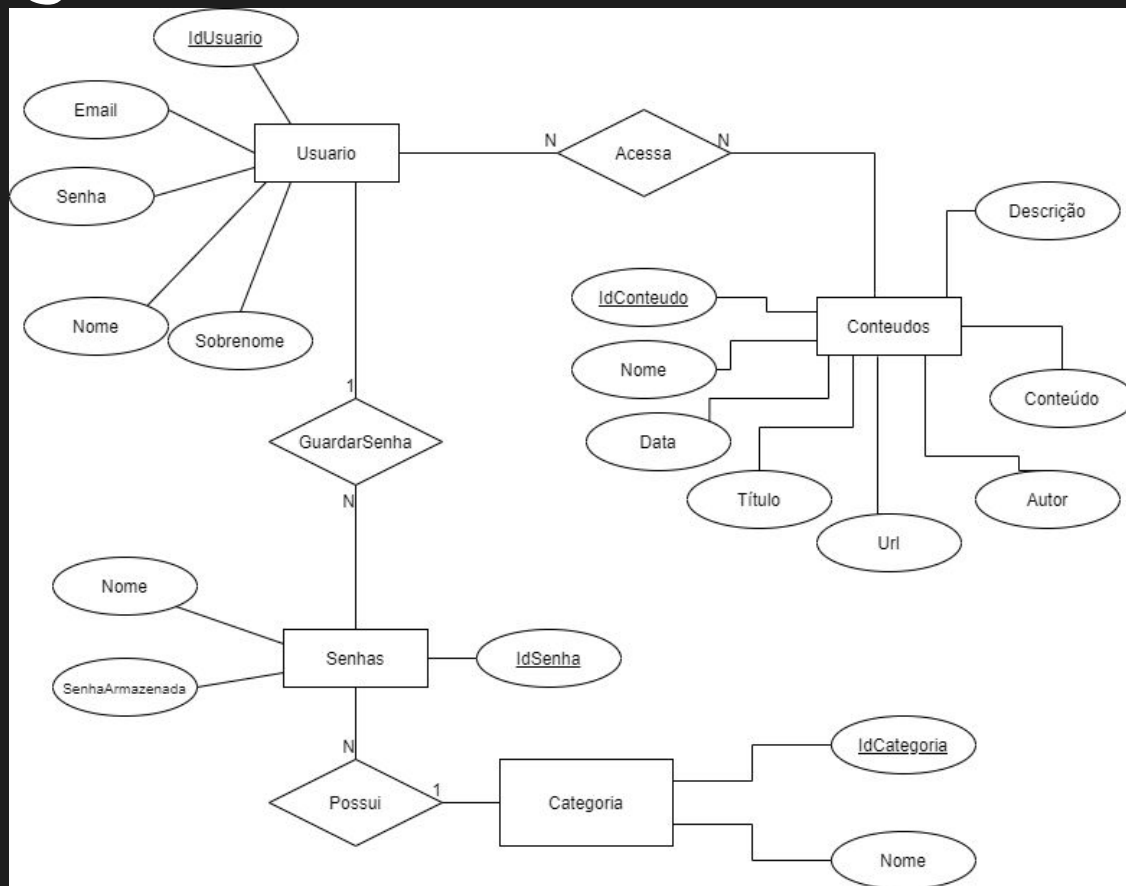 IdUsuario
Email
Usuario
N
Acessa
N
Senha
Descrição
IdConteudo
Conteudos
Nome
Sobrenome
Nome
1
Conteúdo
GuardarSenha
Data
N
Título
Autor
Url
Nome
Senhas
IdSenha
SenhaArmazenada
N
IdCategoria
1
Possui
Categoria
Nome